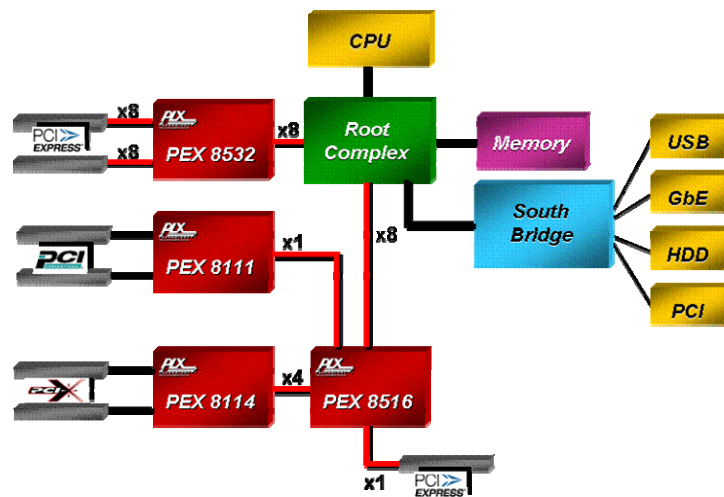 CPU
x8
PLX
PCI
EXPRESS
x8
PEX 8532
x8
Root
Complex
Memory
USB
GbE
HDD
PCI
South
Bridge
x8
PLX
PCI
PEX 8111
x1
PLX
PCI X
PEX 8114
x4
PLX
PEX 8516
x1
PCI
EXPRESS